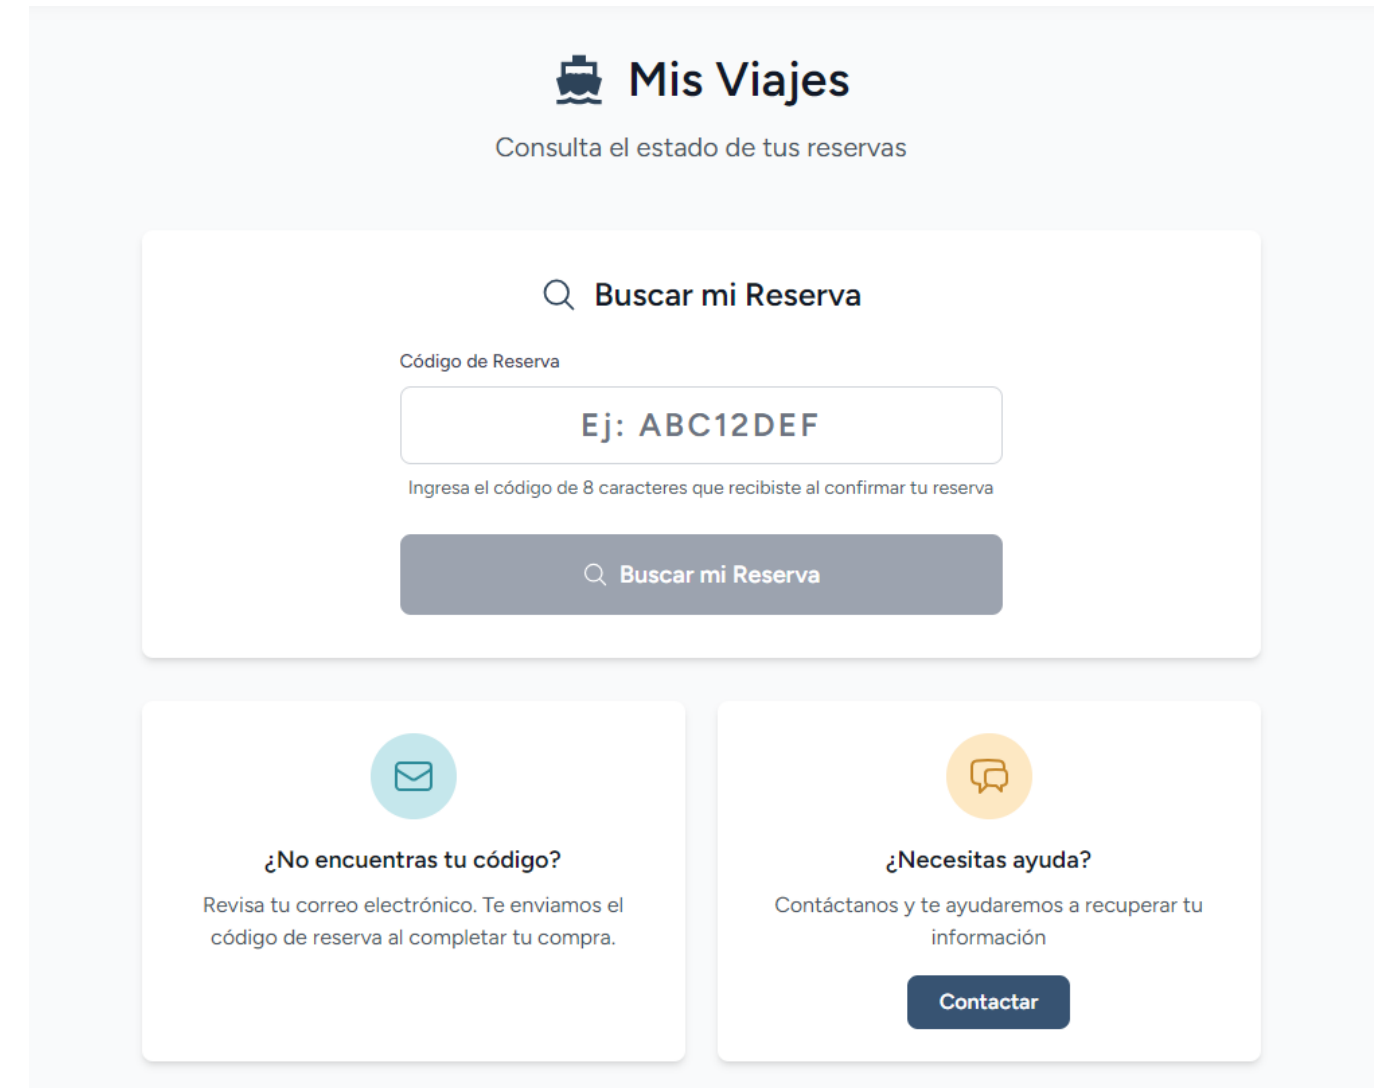 Mis Viajes
Consulta el estado de tus reservas
Buscar mi Reserva
Código de Reserva
Ej: ABC12DEF
Ingresa el código de 8 caracteres que recibiste al confirmar tu reserva
Buscar mi Reserva
¿No encuentras tu código?
Revisa tu correo electrónico. Te enviamos el
código de reserva al completar tu compra.
¿Necesitas ayuda?
Contáctanos y te ayudaremos a recuperar tu
información
Contactar